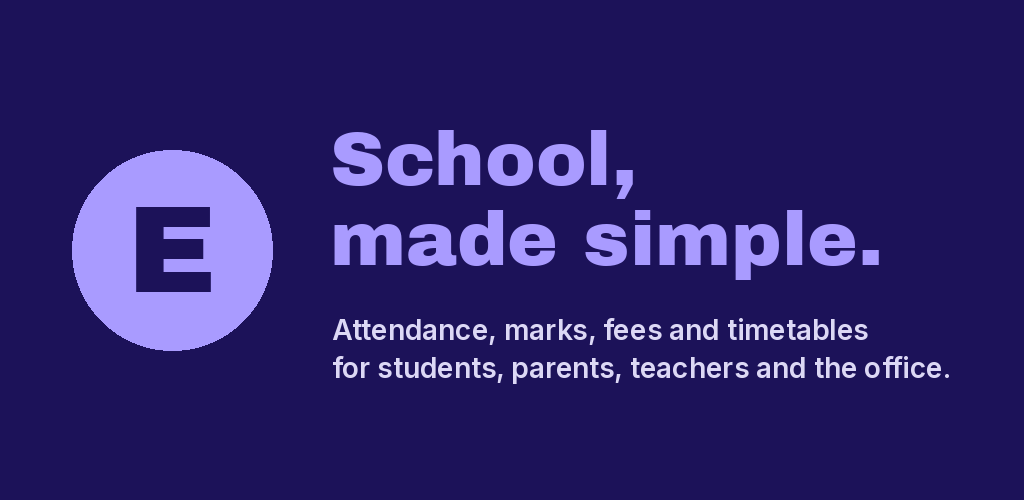 E
School,
made simple.
Attendance, marks, fees and timetables
for students, parents, teachers and the office.